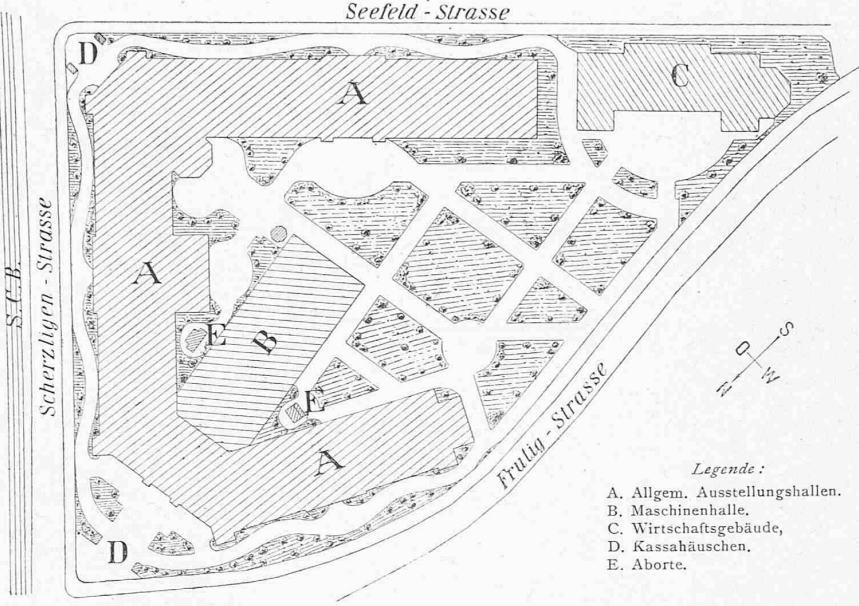 Seefeld - Strasse
D
A
C
S.C.B.
Scherzligen - Strasse
A
E
B
E
A
D
Frutig - Strasse
S
O
W
N
Legende :
A. Allgem. Ausstellungshallen.
B. Maschinenhalle.
C. Wirtschaftsgebäude,
D. Kassahäuschen.
E. Aborte.